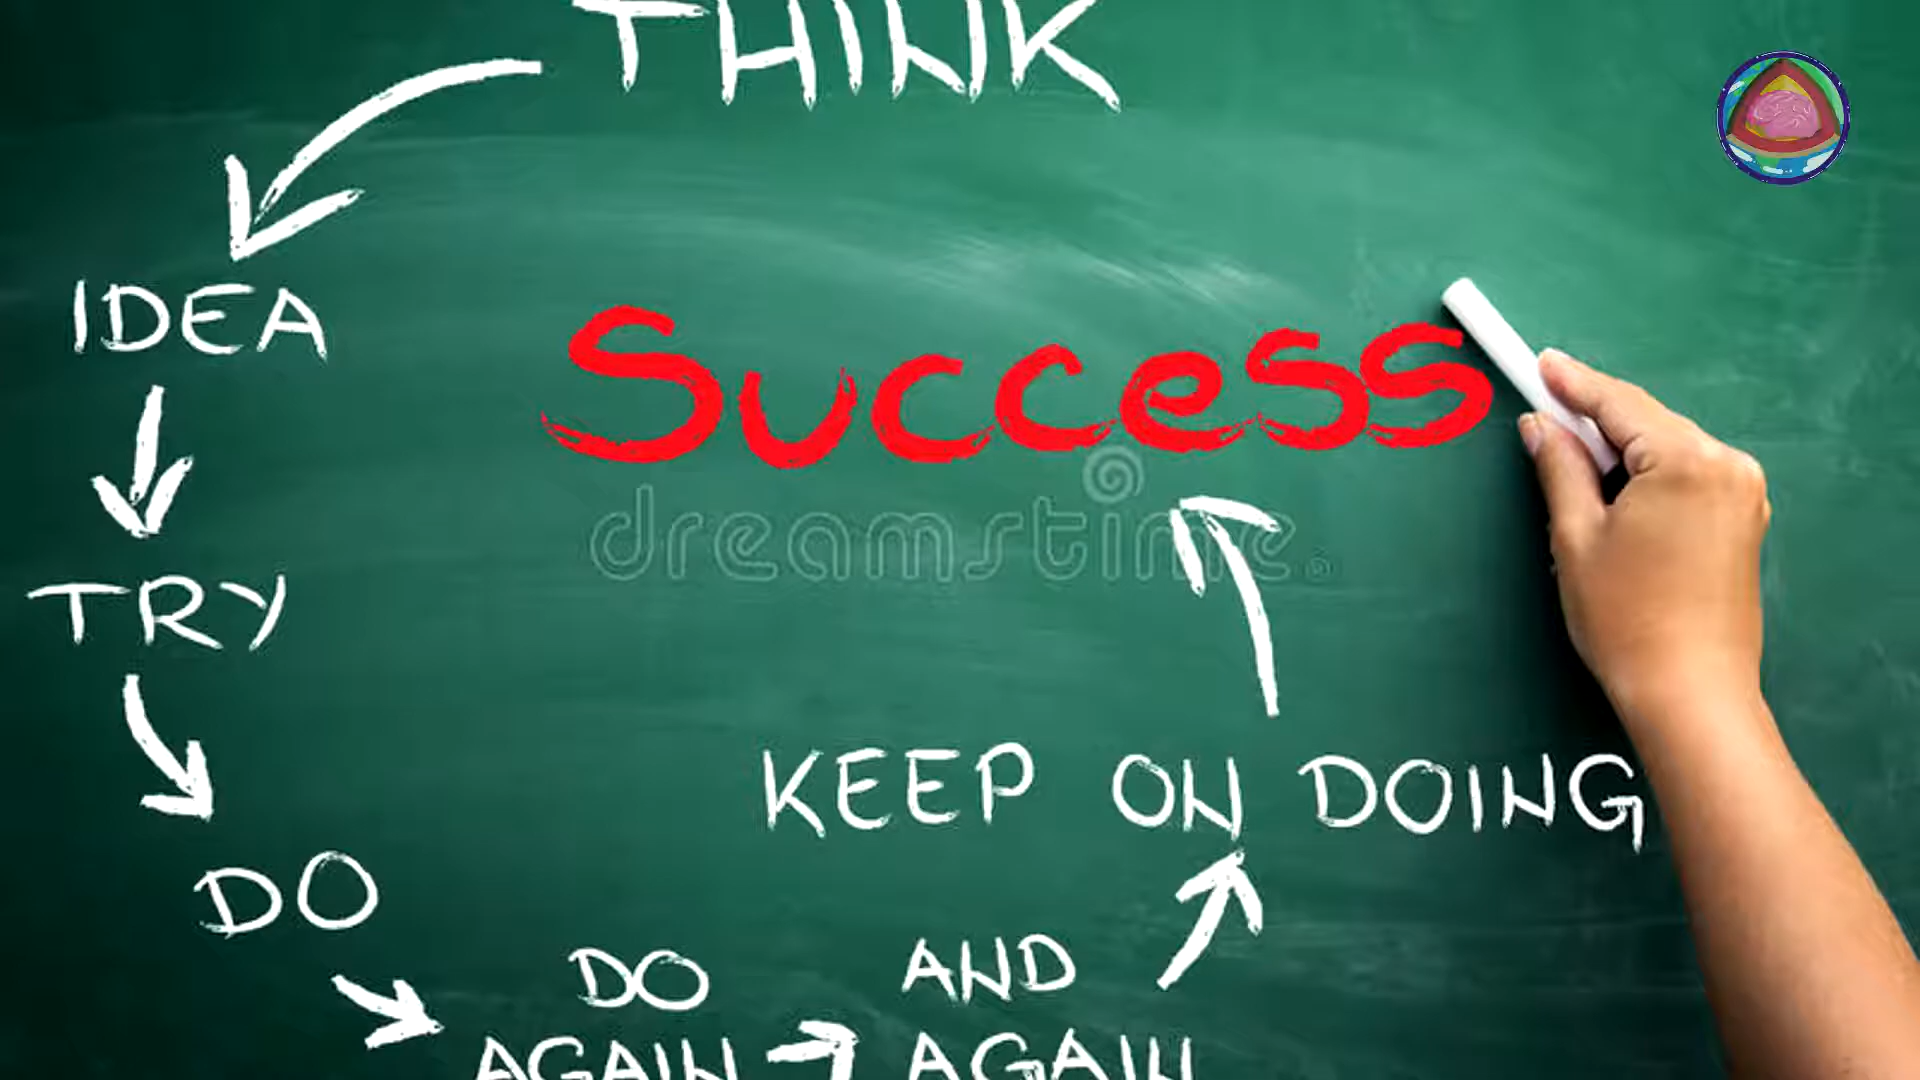 THINK
IDEA
Success
dreamstime.
TRY
KEEP ON DOING
DO
DO
AGAIN
AND
AGAIN